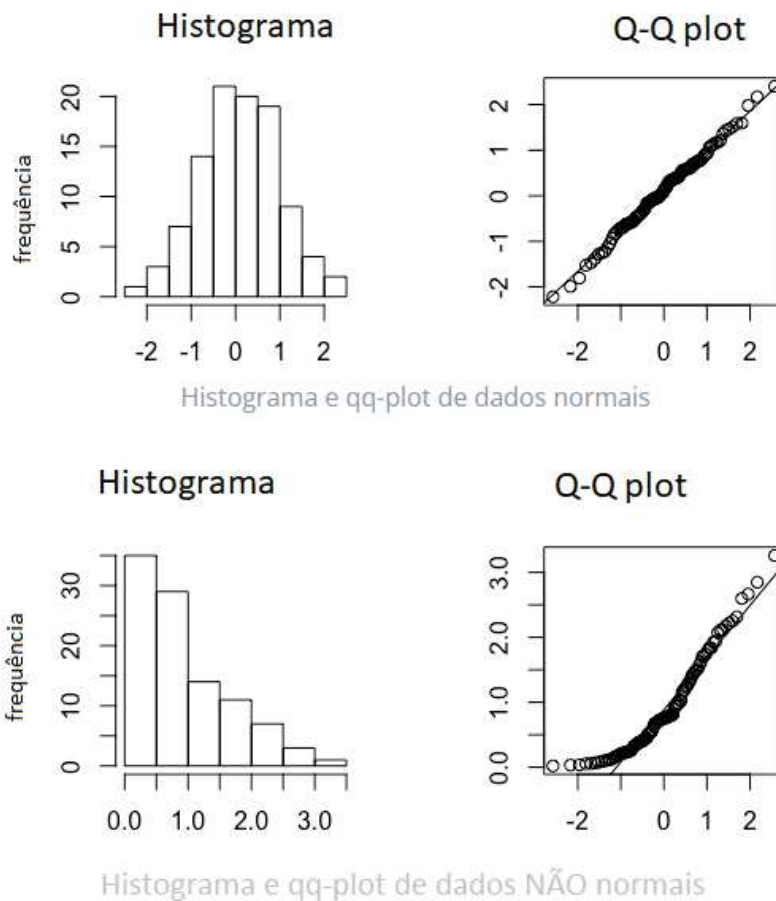 Histograma Q-Q plot
frequência
20
15
10
5
0
-2 -1 0 1 2
2
1
0
-1
-2
-2 0 1 2
Histograma e qq-plot de dados normais
Histograma Q-Q plot
frequência
30
10
0
0.0 1.0 2.0 3.0
3.0
1.0
0.0
-2 0 1 2
Histograma e qq-plot de dados NÃO normais